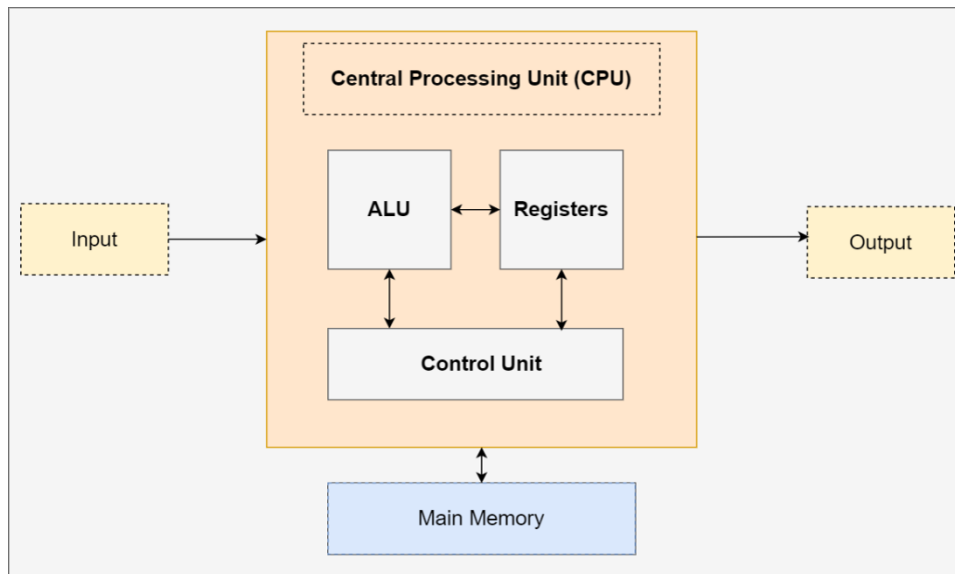 Central Processing Unit (CPU)
ALU
Registers
Input
Output
Control Unit
Main Memory